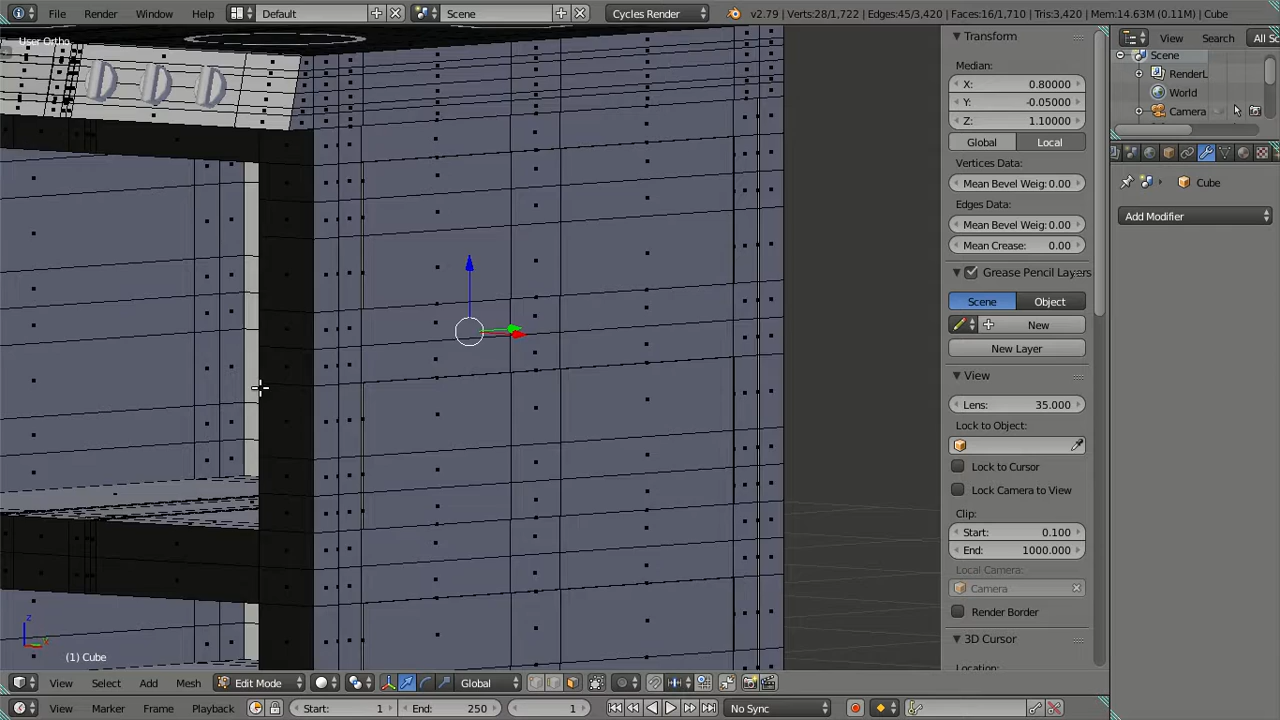 File Render Window Help Default Scene Cycles Render v2.79 | Verts:28/1,722 | Edges:45/3,420 | Faces:16/1,710 | Tris:3,420 | Mem:14.63M (0.11M) | Cube
User Ortho
Transform
View Search All Sc
Scene
Median:
RenderL
X: 0.80000
World
Y: -0.05000
Camera
Z: 1.10000
Global Local
Vertices Data:
Mean Bevel Weig: 0.00
Cube
Edges Data:
Add Modifier
Mean Bevel Weig: 0.00
Mean Crease: 0.00
Grease Pencil Layers
Scene Object
New
New Layer
View
Lens: 35.000
Lock to Object:
Lock to Cursor
Lock Camera to View
Clip:
Start: 0.100
End: 1000.000
Local Camera:
Camera
Render Border
z
3D Cursor
(1) Cube
View Select Add Mesh Edit Mode Global
View Marker Frame Playback Start: 1 End: 250 1 No Sync